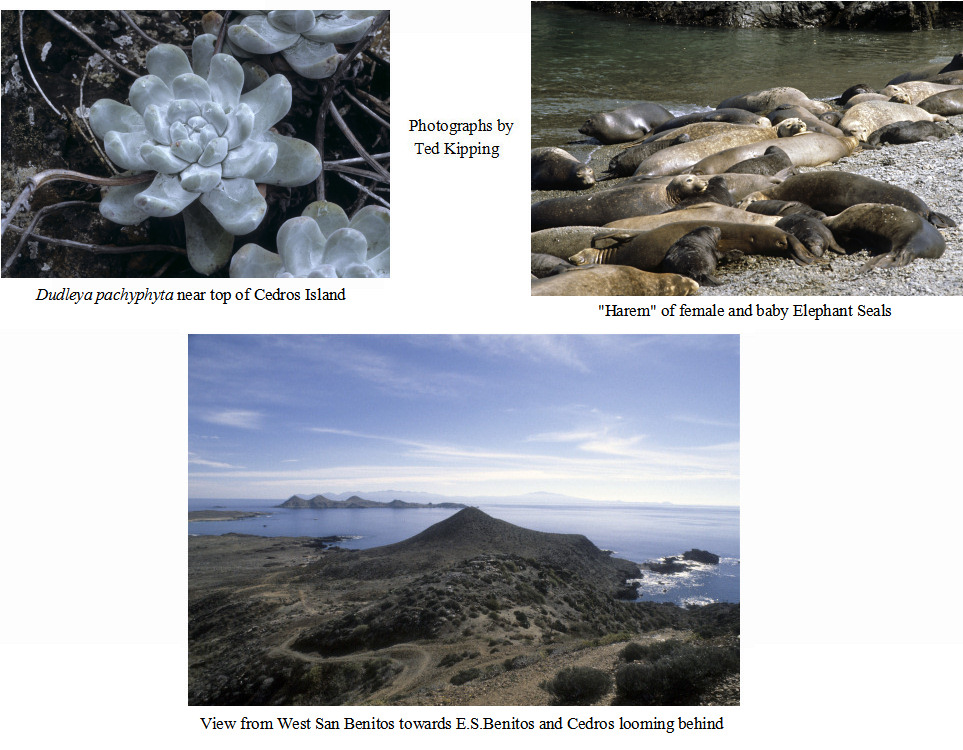 Photographs by
Ted Kipping
Dudleya pachyphyta near top of Cedros Island
"Harem" of female and baby Elephant Seals
View from West San Benitos towards E.S.Benitos and Cedros looming behind